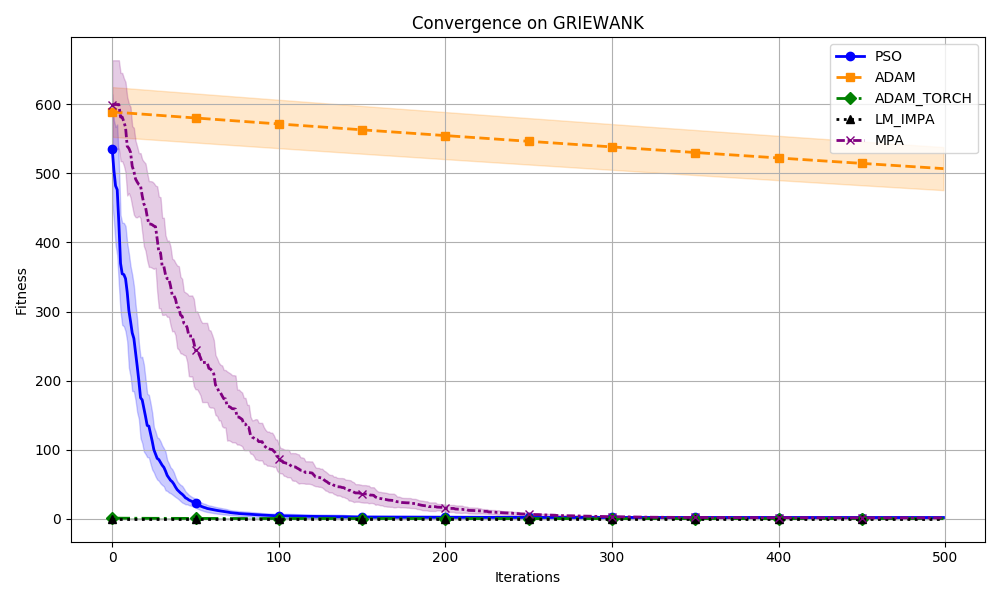 Convergence on GRIEWANK
PSO
ADAM
ADAM_TORCH
LM_IMPA
MPA
Fitness
600
500
400
300
200
100
0
0 100 200 300 400 500
Iterations